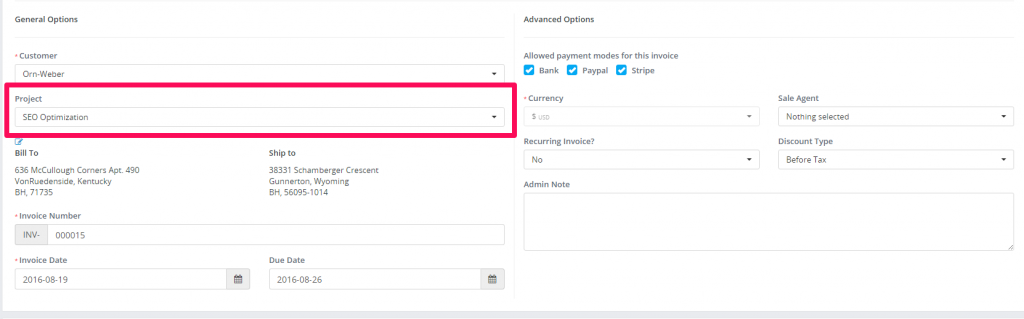 General Options
* Customer
Orn-Weber
Project
SEO Optimization
Bill To
636 McCullough Corners Apt. 490
VonRuedenside, Kentucky
BH, 71735
Ship to
38331 Schamberger Crescent
Gunnerton, Wyoming
BH, 56095-1014
* Invoice Number
INV- 000015
* Invoice Date
2016-08-19
Due Date
2016-08-26
Advanced Options
Allowed payment modes for this invoice
Bank Paypal Stripe
* Currency
$ USD
Sale Agent
Nothing selected
Recurring Invoice?
No
Discount Type
Before Tax
Admin Note